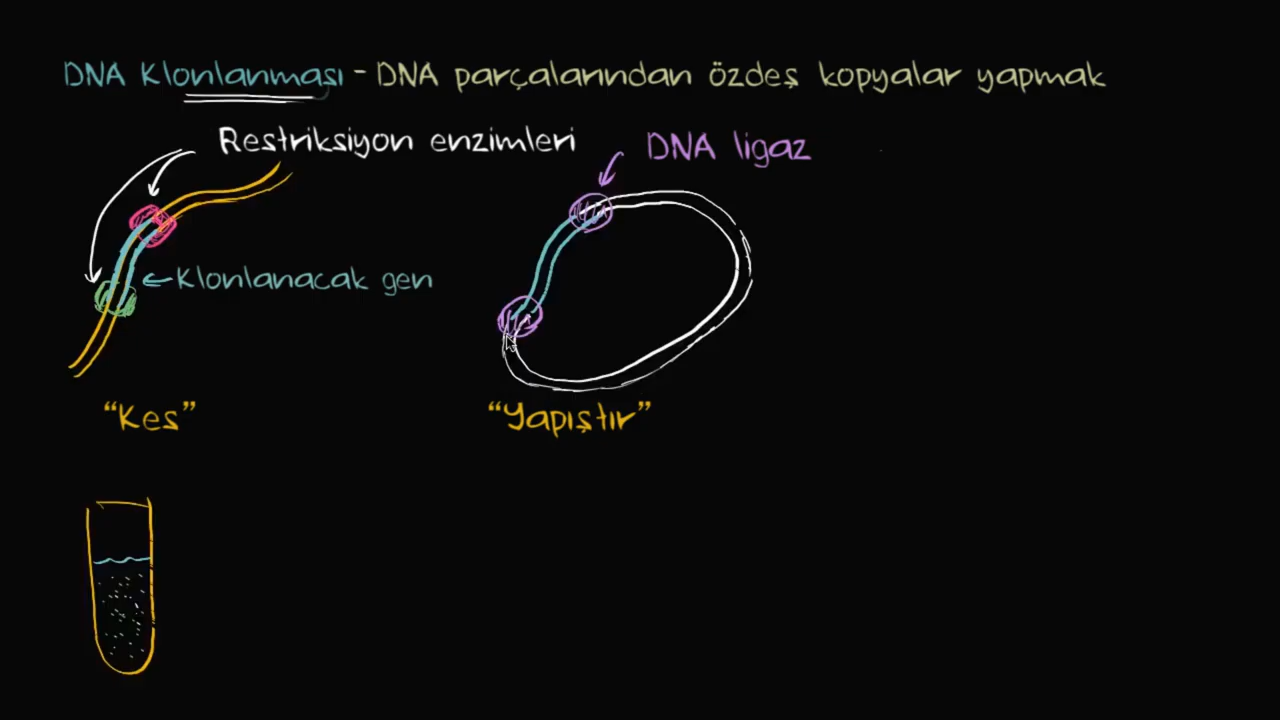 DNA Klonlanması - DNA parçalarından özdeş kopyalar yapmak
Restriksiyon enzimleri
DNA ligaz
Klonlanacak gen
"Kes"
"Yapıştır"